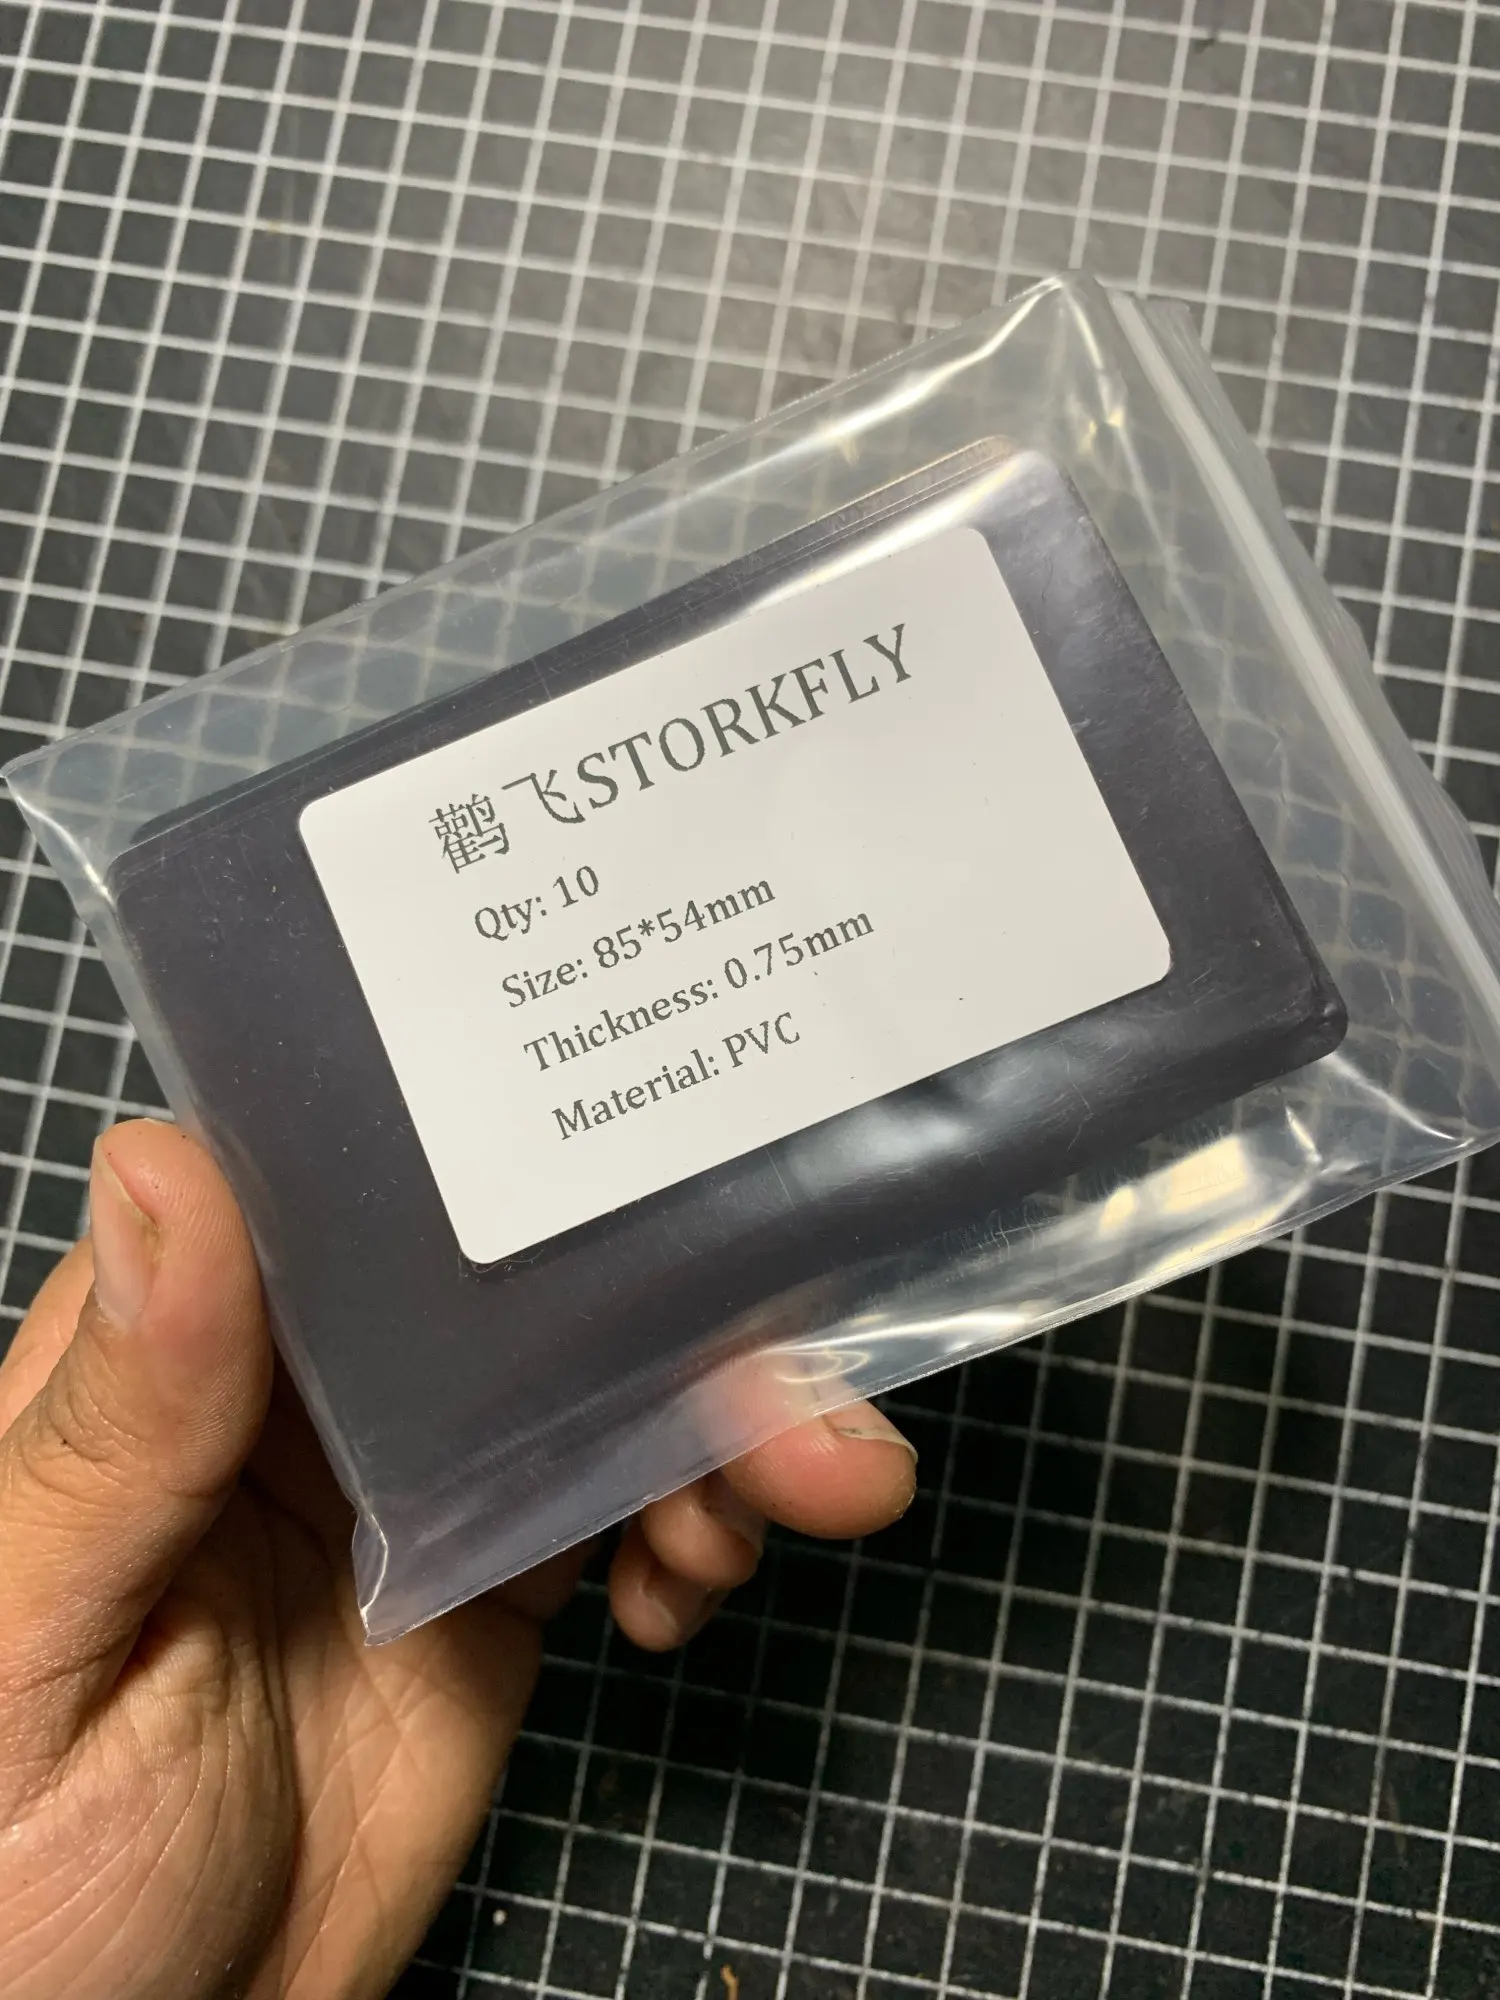 鹳飞STORKFLY
Qty: 10
Size: 85*54mm
Thickness: 0.75mm
Material: PVC